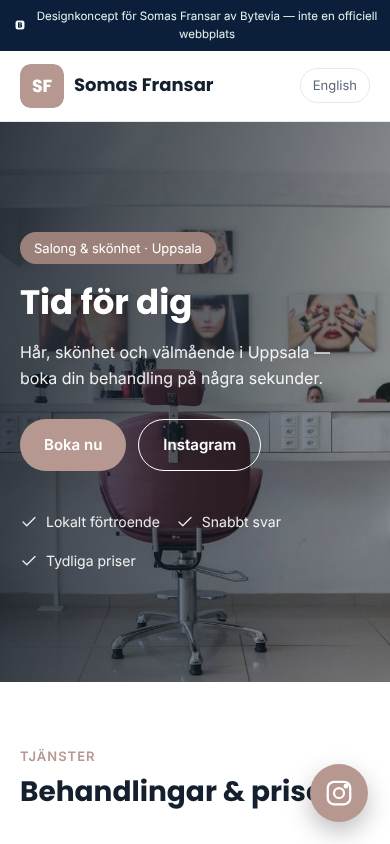 Designkoncept för Somas Fransar av Bytevia — inte en officiell
webbplats
SF
Somas Fransar
English
Salong & skönhet · Uppsala
Tid för dig
Hår, skönhet och välmående i Uppsala —
boka din behandling på några sekunder.
Boka nu
Instagram
Lokalt förtroende
Snabbt svar
Tydliga priser
TJÄNSTER
Behandlingar & prise